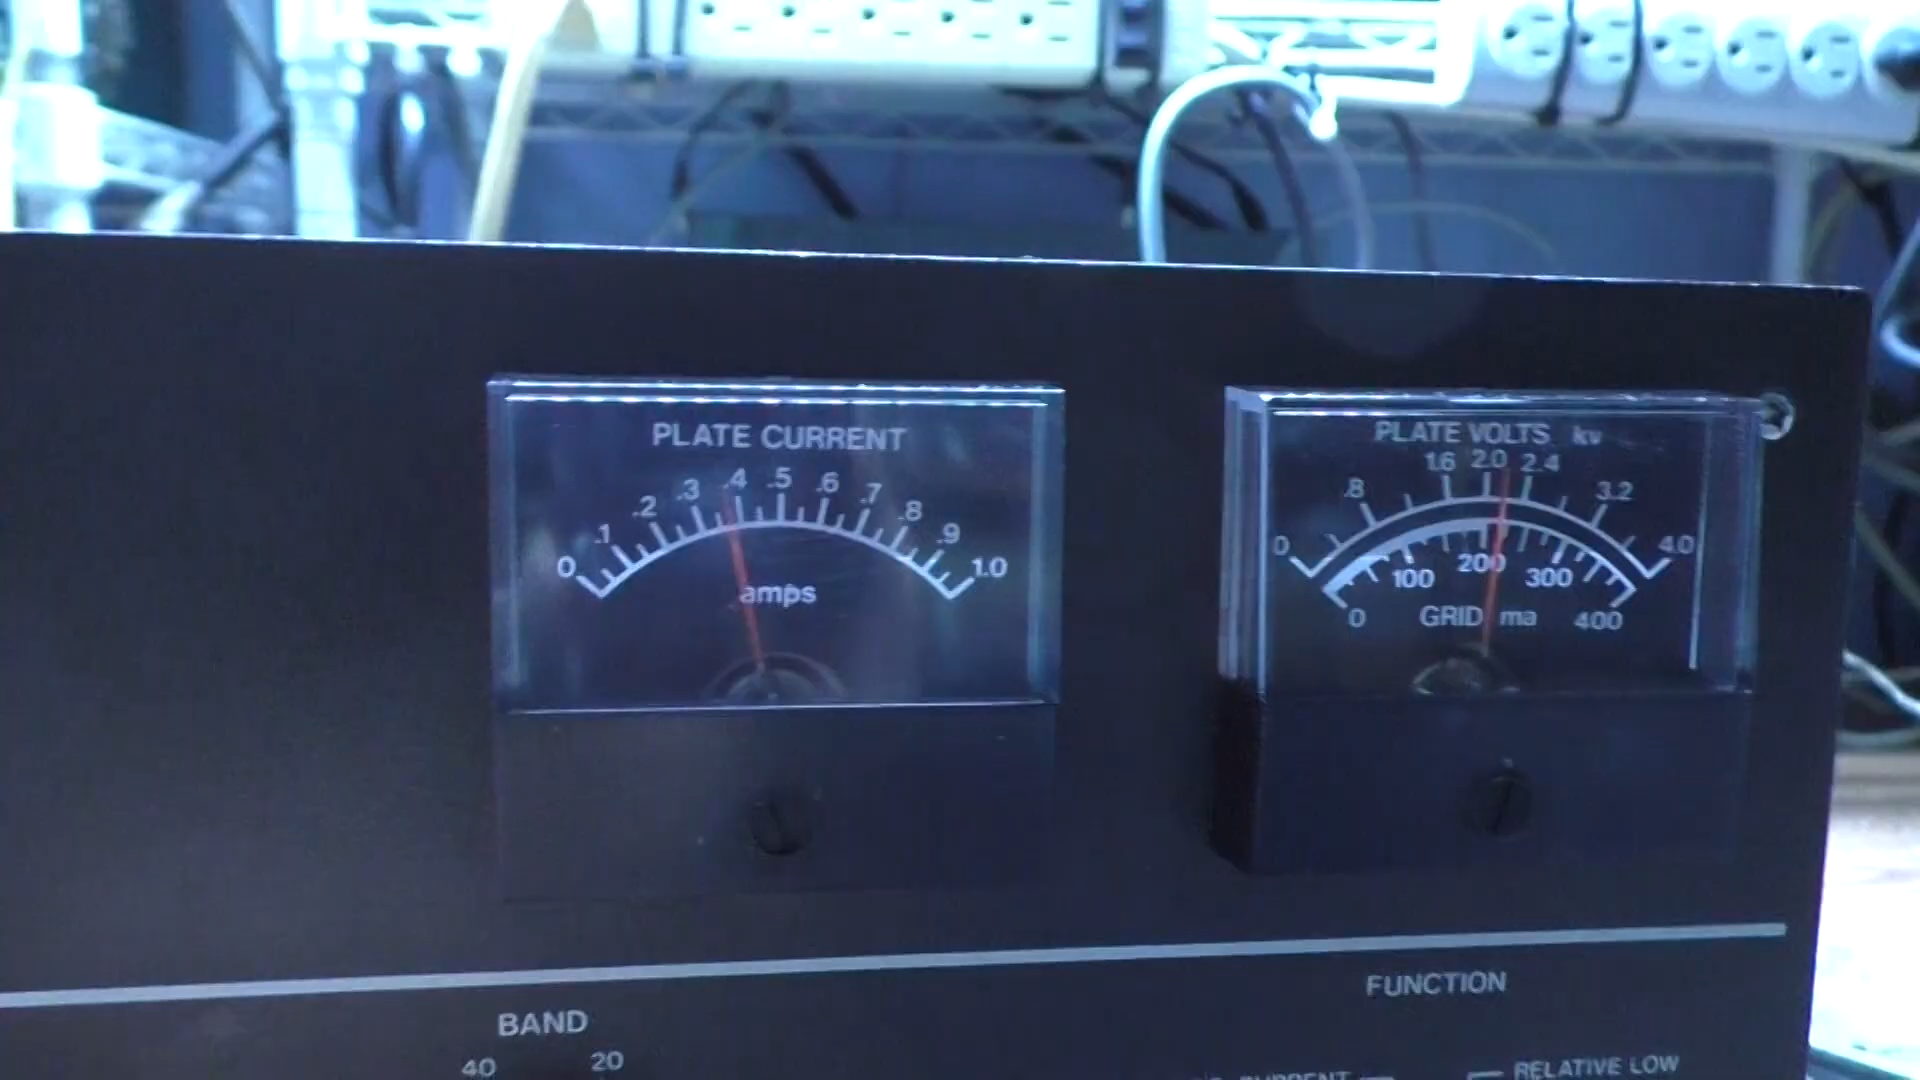 PLATE CURRENT
0 .1 .2 .3 .4 .5 .6 .7 .8 .9 1.0
amps
PLATE VOLTS kv
0 .8 1.6 2.0 2.4 3.2 4.0
0 100 200 300 400
GRID ma
FUNCTION
BAND
40 20
CURRENT RELATIVE LOW